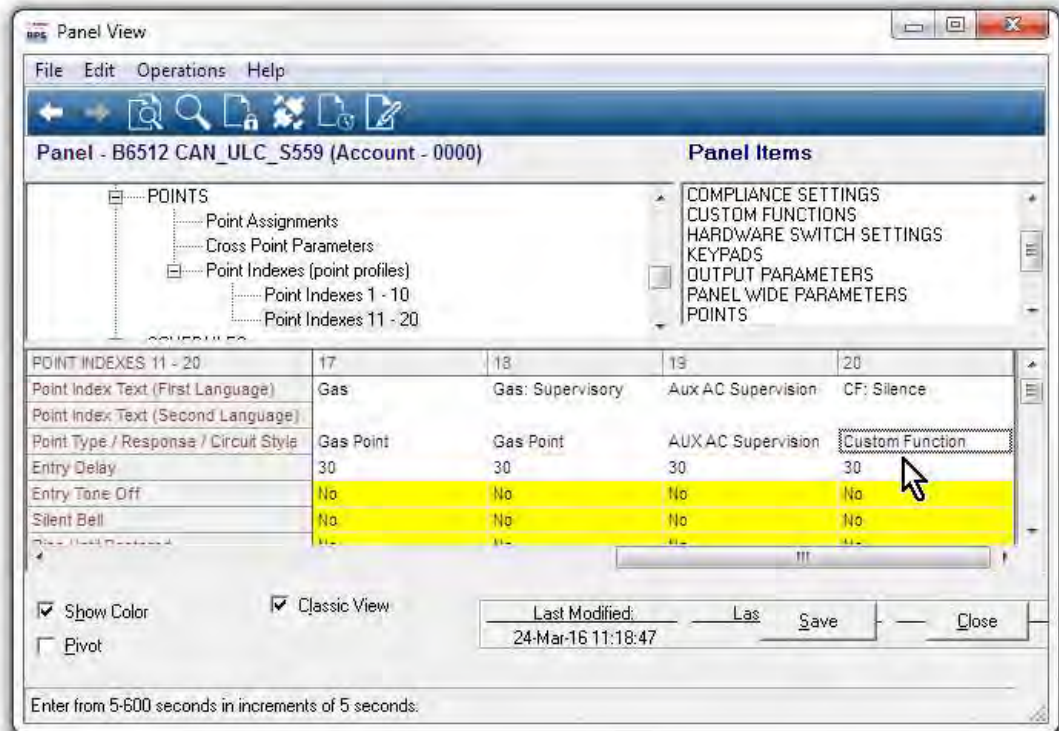 RPS Panel View
File Edit Operations Help
Panel - B6512 CAN_ULC_S559 (Account - 0000)
Panel Items
POINTS
Point Assignments
Cross Point Parameters
Point Indexes (point profiles)
Point Indexes 1 - 10
Point Indexes 11 - 20
COMPLIANCE SETTINGS
CUSTOM FUNCTIONS
HARDWARE SWITCH SETTINGS
KEYPADS
OUTPUT PARAMETERS
PANEL WIDE PARAMETERS
POINTS
POINT INDEXES 11 - 20 17 18 19 20
Point Index Text (First Language) Gas Gas: Supervisory Aux AC Supervision CF: Silence
Point Index Text (Second Language)
Point Type / Response / Circuit Style Gas Point Gas Point AUX AC Supervision Custom Function
Entry Delay 30 30 30 30
Entry Tone Off No No No No
Silent Bell No No No No
Show Color
Classic View
Pivot
Last Modified:
24-Mar-16 11:18:47
Las
Save
Close
Enter from 5-600 seconds in increments of 5 seconds.